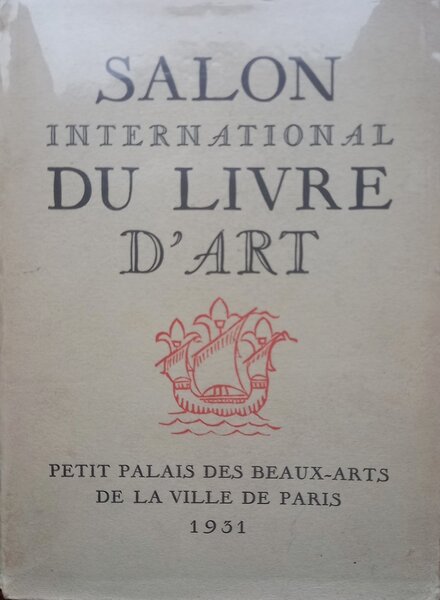 SALON
INTERNATIONAL
DU LIVRE
D'ART
PETIT PALAIS DES BEAUX-ARTS
DE LA VILLE DE PARIS
1931